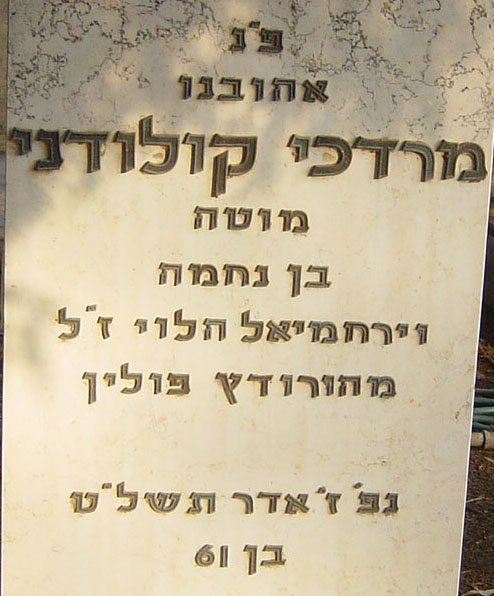 פ"נ
אהובנו
מרדכי קולודני
מוטה
בן נחמה
וירחמיאל הלוי ז"ל
מהורודץ פולין
נפ' ז' אדר תשל"ט
בן 61